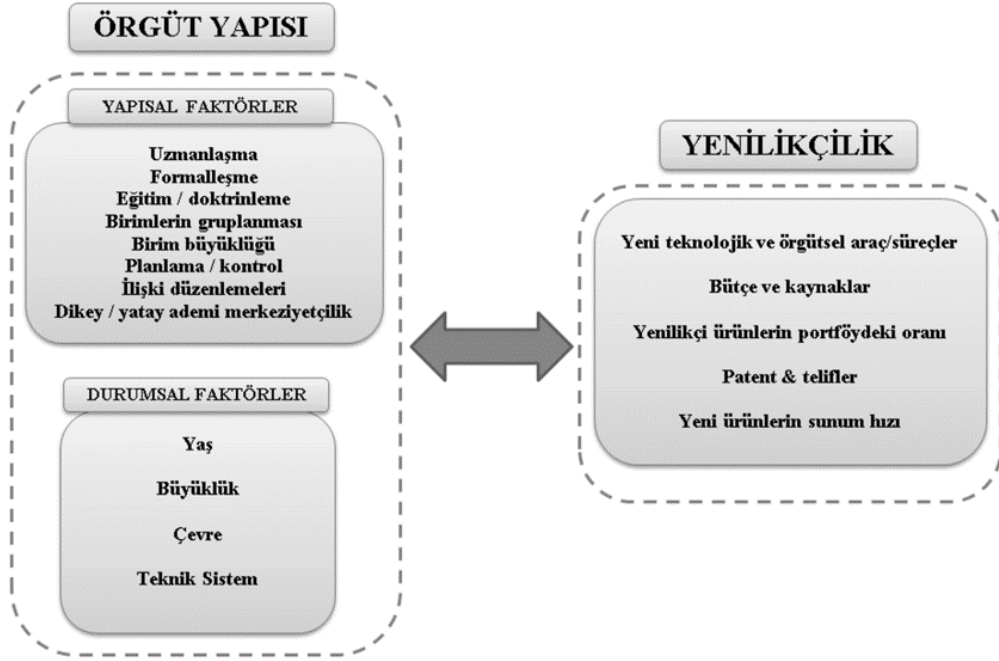 ÖRGÜT YAPISI
YAPISAL FAKTÖRLER
Uzmanlaşma
Formalleşme
Eğitim / doktrinleme
Birimlerin gruplanması
Birim büyüklüğü
Planlama / kontrol
İlişki düzenlemeleri
Dikey / yatay ademi merkeziyetçilik
DURUMSAL FAKTÖRLER
Yaş
Büyüklük
Çevre
Teknik Sistem
YENİLİKÇİLİK
Yeni teknolojik ve örgütsel araç/süreçler
Bütçe ve kaynaklar
Yenilikçi ürünlerin portföydeki oranı
Patent & telifler
Yeni ürünlerin sunum hızı